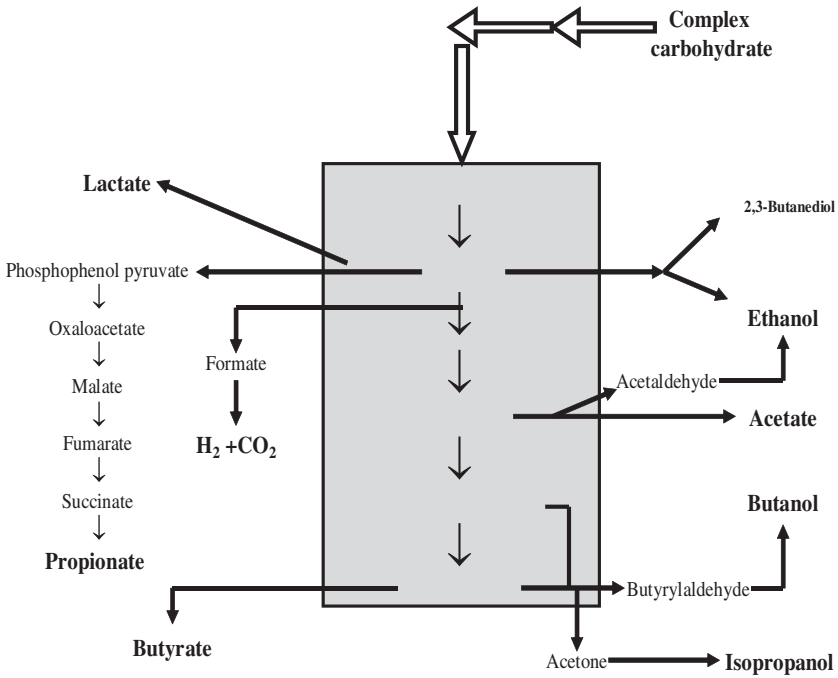 Complex
carbohydrate
Lactate
2,3-Butanediol
Phosphophenol pyruvate
Oxaloacetate
Ethanol
Formate
Malate
Acetaldehyde
Acetate
Fumarate
H₂ +CO₂
Succinate
Butanol
Propionate
Butyrylaldehyde
Butyrate
Acetone
Isopropanol